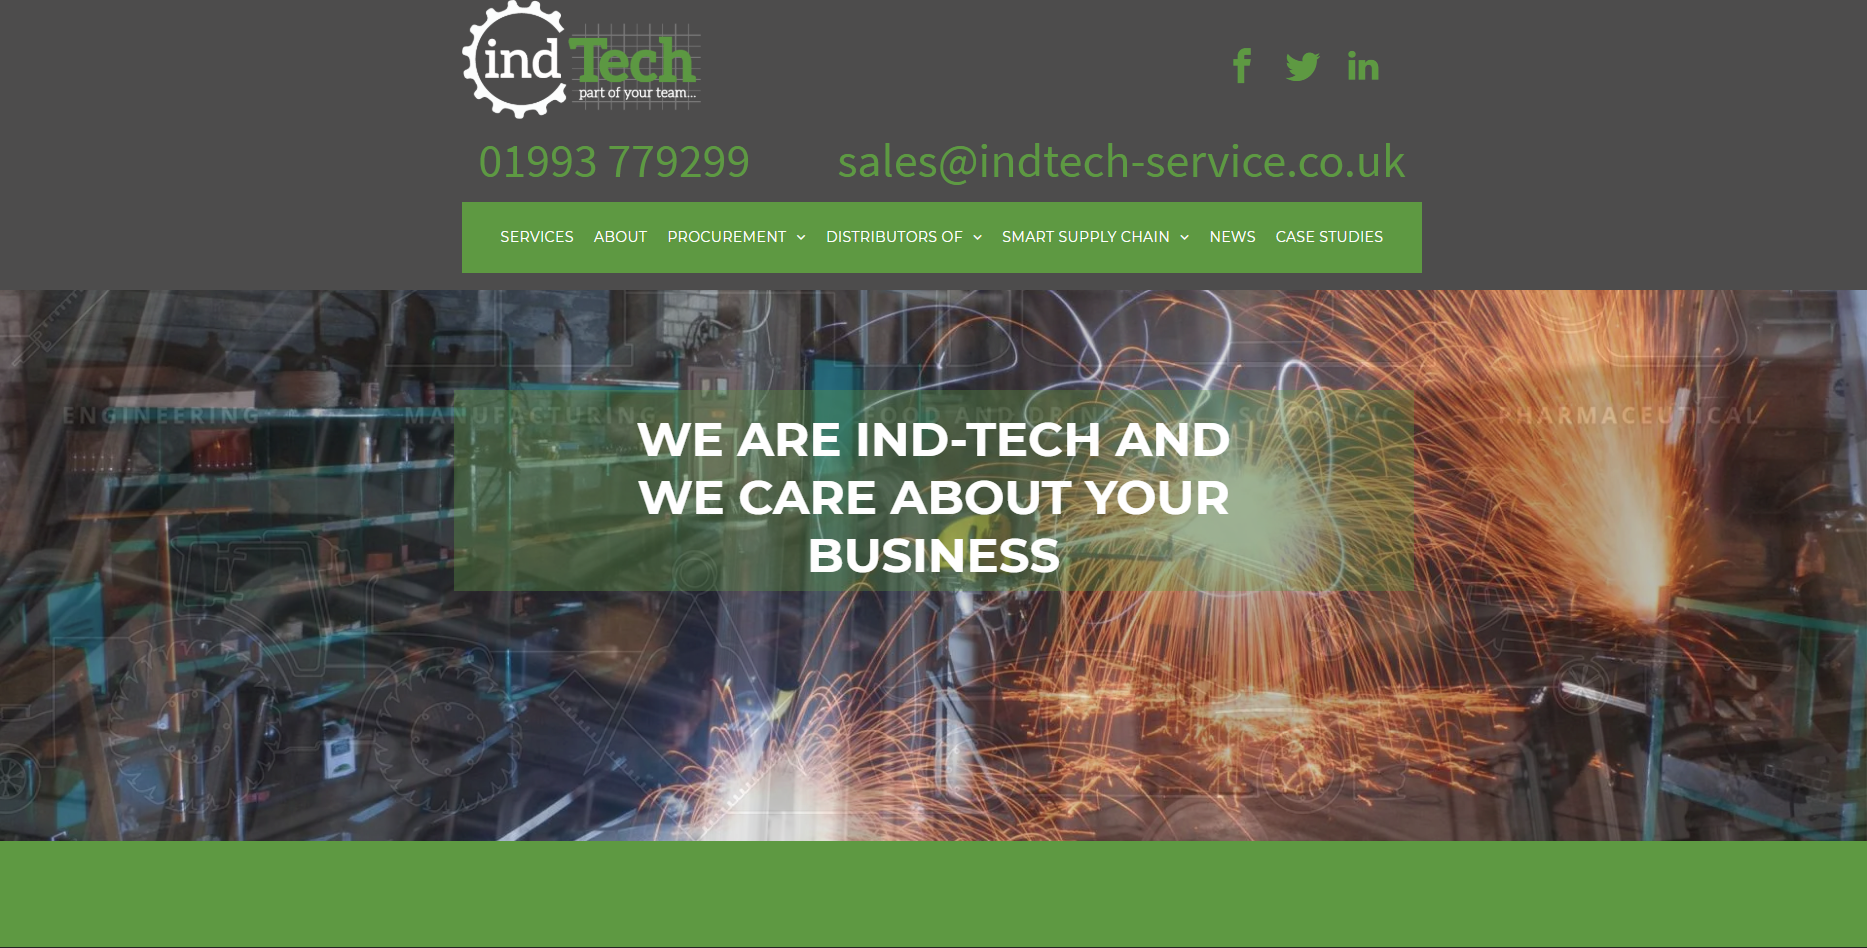 ind Tech
part of your team...
01993 779299
sales@indtech-service.co.uk
SERVICES ABOUT PROCUREMENT DISTRIBUTORS OF SMART SUPPLY CHAIN NEWS CASE STUDIES
ENGINEERING MANUFACTURING FOOD AND DRINK SCIENTIFIC PHARMACEUTICAL
WE ARE IND-TECH AND
WE CARE ABOUT YOUR
BUSINESS